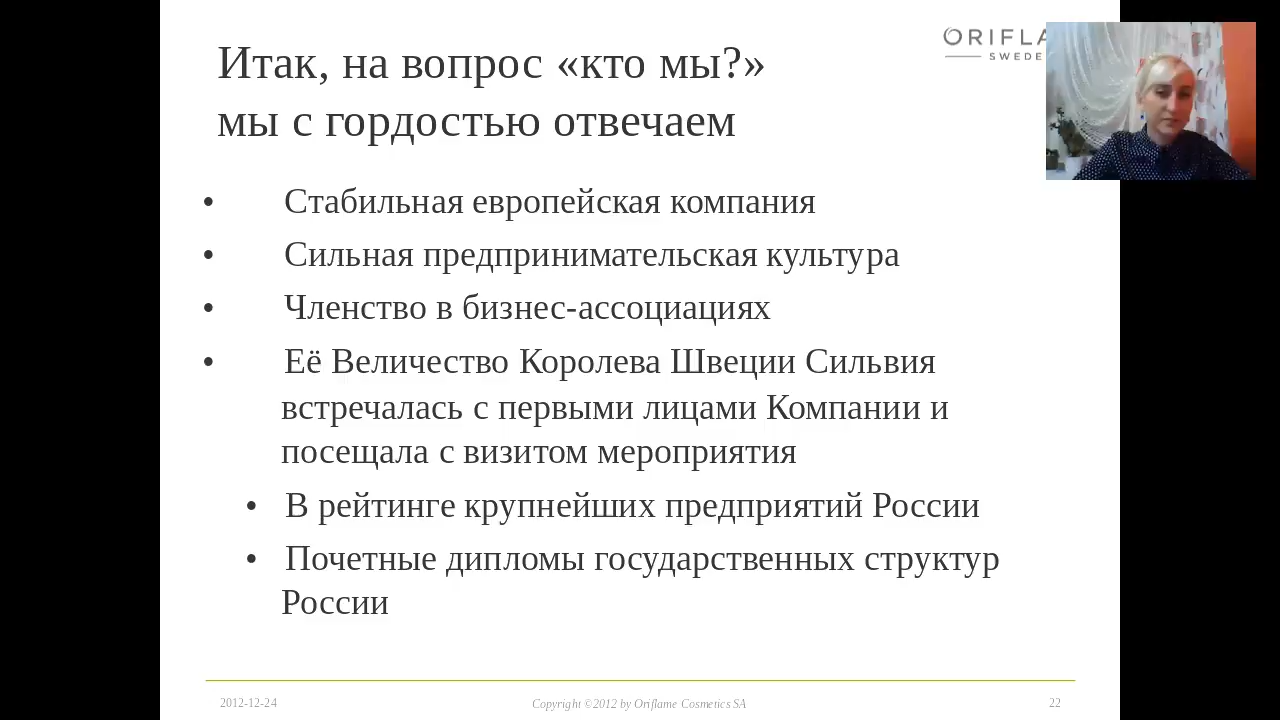 Итак, на вопрос «кто мы?»
мы с гордостью отвечаем
ORIFLA
SWEDE
• Стабильная европейская компания
• Сильная предпринимательская культура
• Членство в бизнес-ассоциациях
• Её Величество Королева Швеции Сильвия
встречалась с первыми лицами Компании и
посещала с визитом мероприятия
• В рейтинге крупнейших предприятий России
• Почетные дипломы государственных структур
России
2012-12-24
Copyright ©2012 by Oriflame Cosmetics SA
22